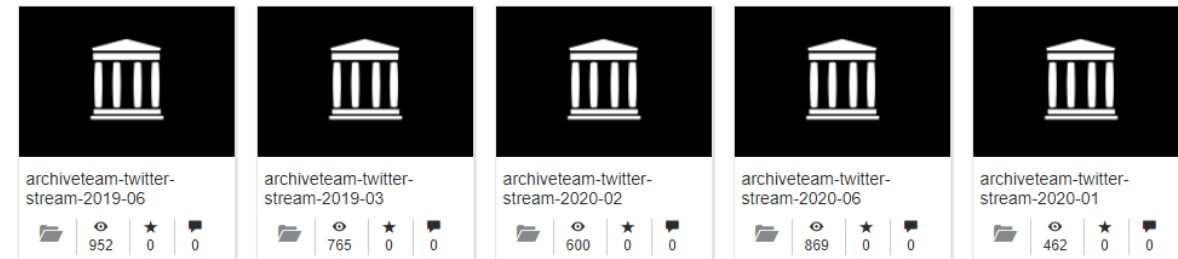 archiveteam-twitter-
stream-2019-06
952 0 0
archiveteam-twitter-
stream-2019-03
765 0 0
archiveteam-twitter-
stream-2020-02
600 0 0
archiveteam-twitter-
stream-2020-06
869 0 0
archiveteam-twitter-
stream-2020-01
462 0 0